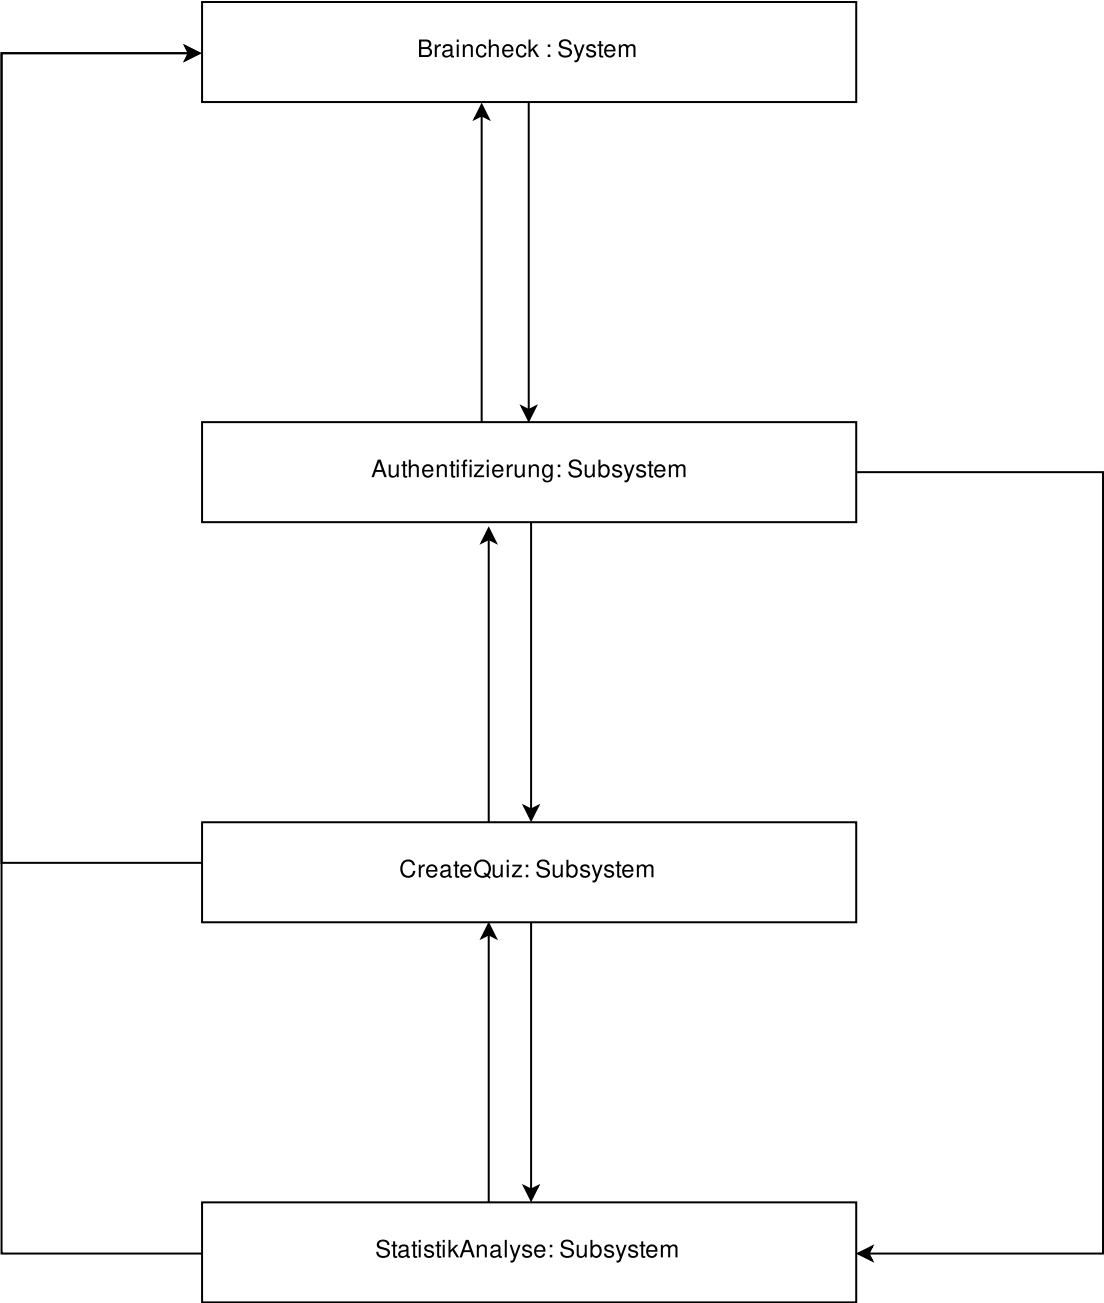 Braincheck : System
Authentifizierung: Subsystem
CreateQuiz: Subsystem
StatistikAnalyse: Subsystem